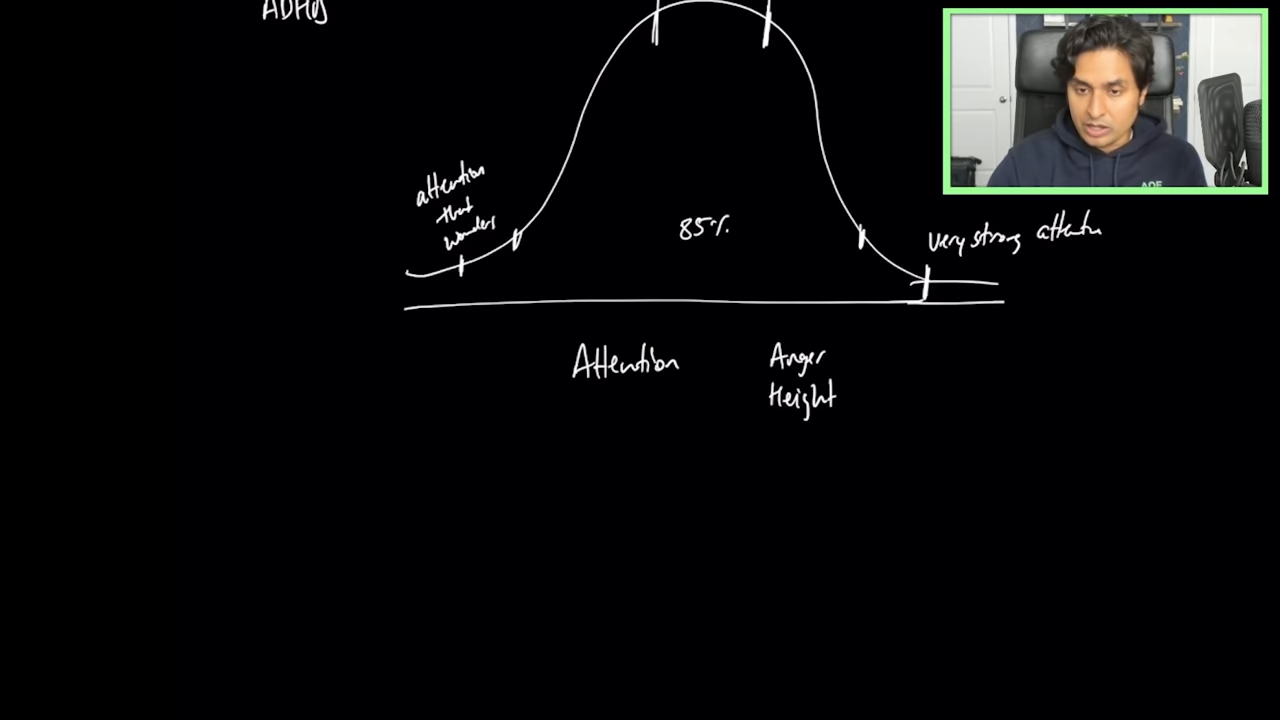 ADHD
attention
that
wanders
85%
very strong attention
Attention
Anger
Height